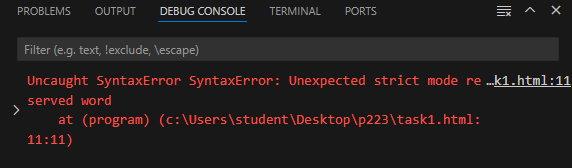 PROBLEMS OUTPUT DEBUG CONSOLE TERMINAL PORTS
Filter (e.g. text, !exclude, \escape)
Uncaught SyntaxError SyntaxError: Unexpected strict mode re …k1.html:11
served word
at (program) (c:\Users\student\Desktop\p223\task1.html:
11:11)